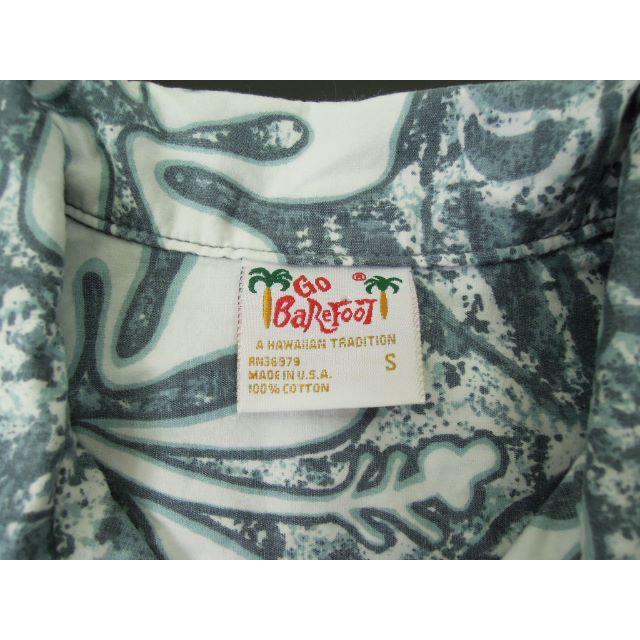 Go ®
BaReFooT
A HAWAIIAN TRADITION
RN36979
MADE IN U.S.A.
100% COTTON
S